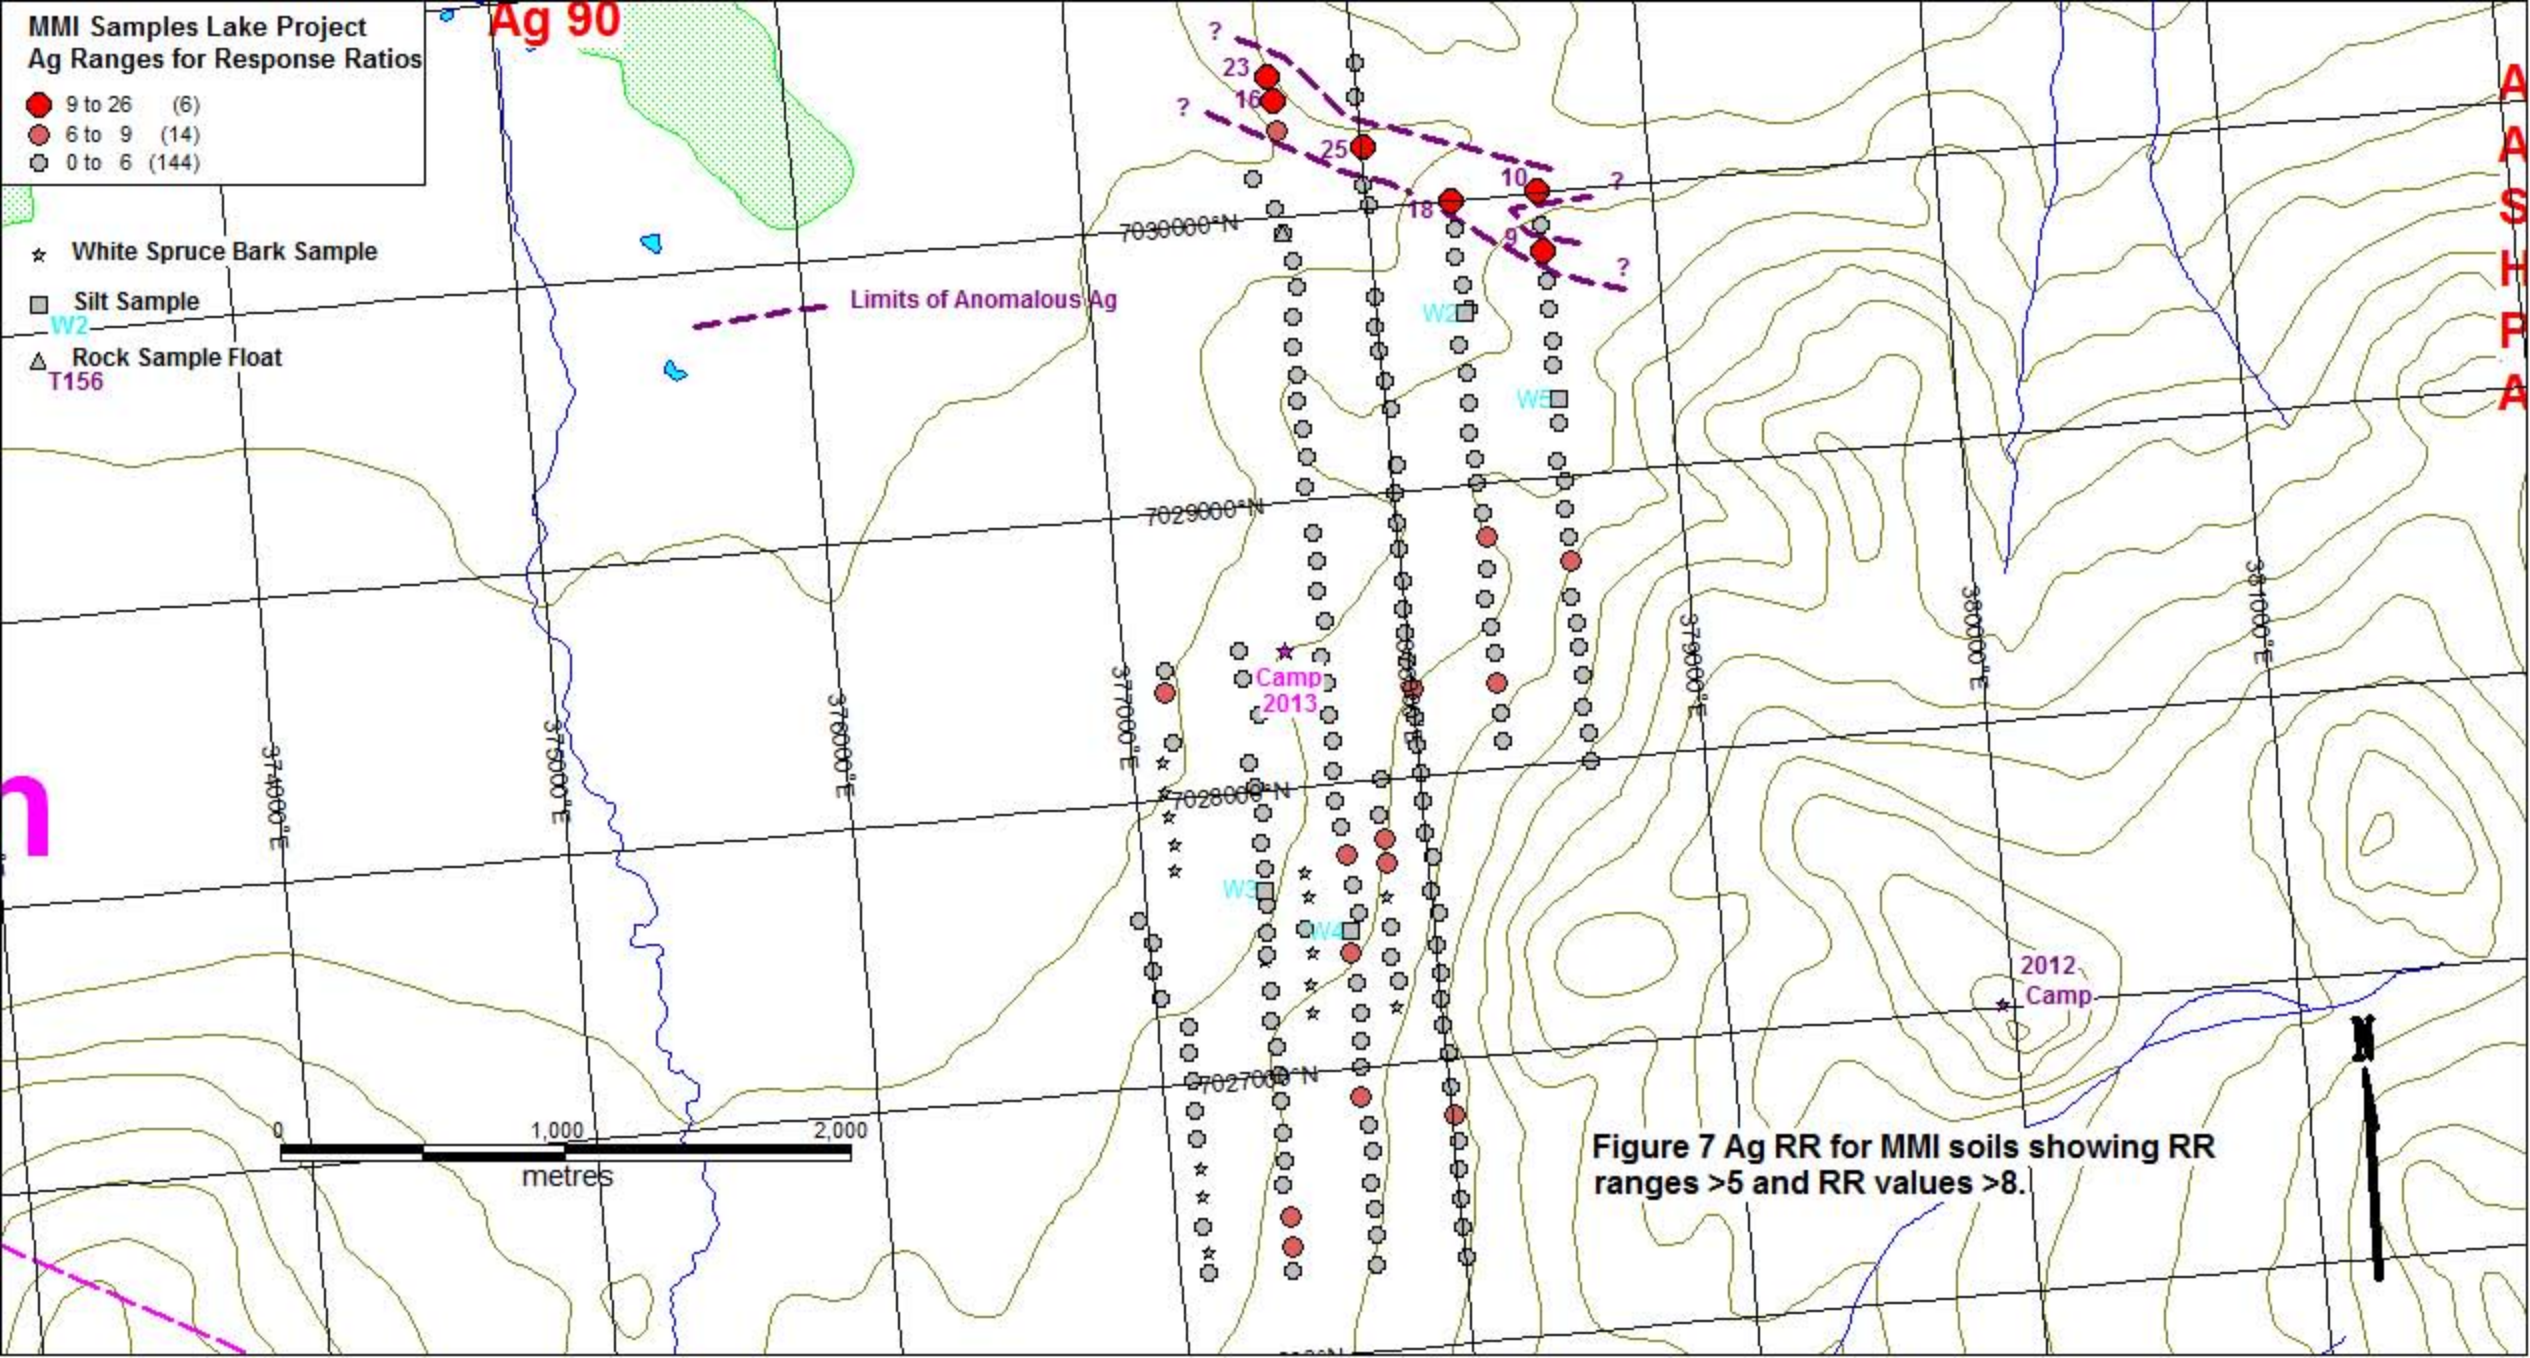 MMI Samples Lake Project
Ag Ranges for Response Ratios
9 to 26 (6)
6 to 9 (14)
0 to 6 (144)
White Spruce Bark Sample
Silt Sample
W2
Rock Sample Float
T156
Ag 90
Limits of Anomalous Ag
?
23
16
?
25
18
10
?
9
?
7030000°N
W2
W5
7029000°N
Camp
2013
374000°E
375000°E
376000°E
377000°E
379000°E
380000°E
381000°E
7028000°N
W3
W4
7027000°N
2012
Camp
N
0 1,000 2,000
metres
Figure 7 Ag RR for MMI soils showing RR
ranges >5 and RR values >8.
A
A
S
H
P
A
n